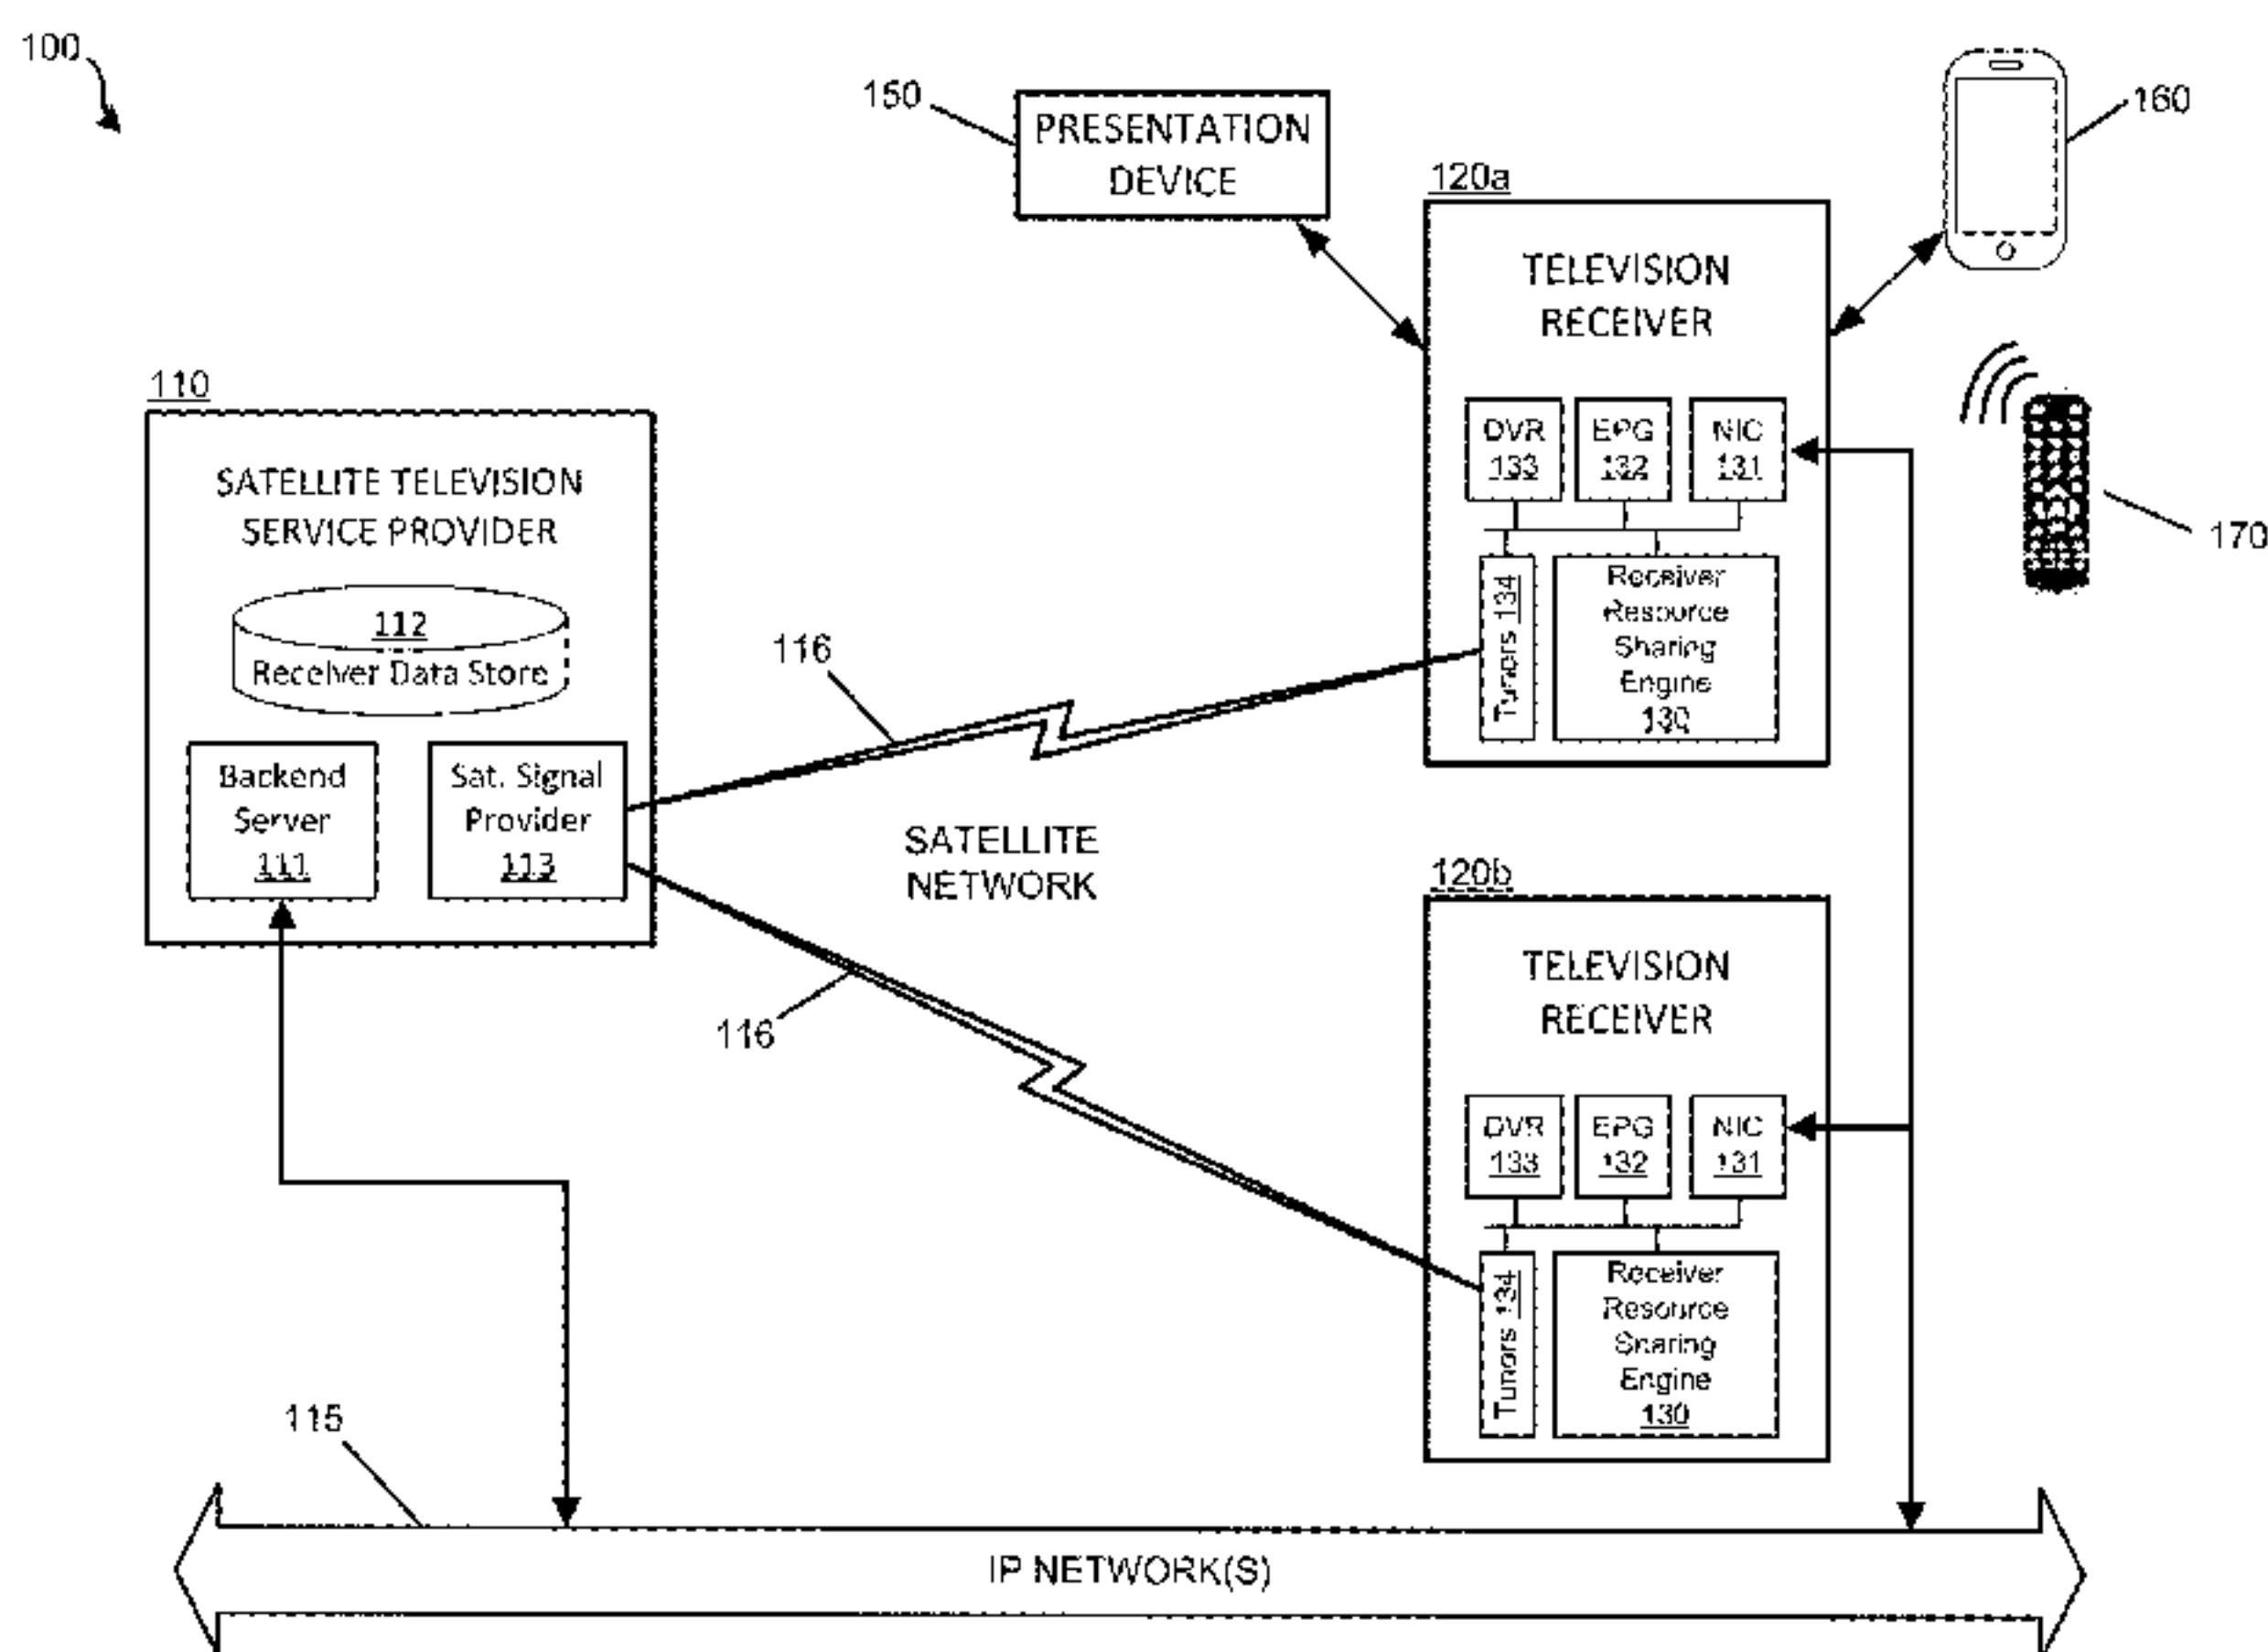 100
150
PRESENTATION
DEVICE
160
120a
TELEVISION
RECEIVER
DVR
133
EPG
132
NIC
131
Tuners 134
Receiver
Resource
Sharing
Engine
130
170
110
SATELLITE TELEVISION
SERVICE PROVIDER
112
Receiver Data Store
Backend
Server
111
Sat. Signal
Provider
113
116
SATELLITE
NETWORK
116
120b
TELEVISION
RECEIVER
DVR
133
EPG
132
NIC
131
Tuners 134
Receiver
Resource
Sharing
Engine
130
115
IP NETWORK(S)